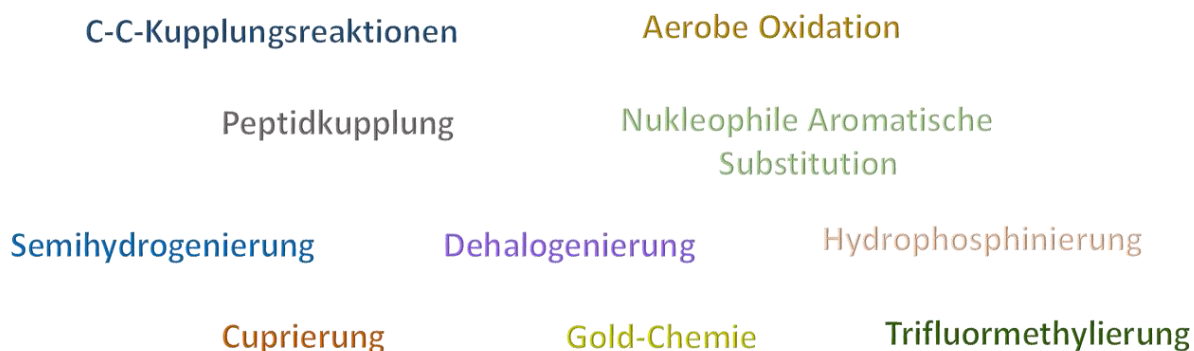 C-C-Kupplungsreaktionen
Aerobe Oxidation
Peptidkupplung
Nukleophile Aromatische
Substitution
Semihydrogenierung
Dehalogenierung
Hydrophosphinierung
Cuprierung
Gold-Chemie
Trifluormethylierung